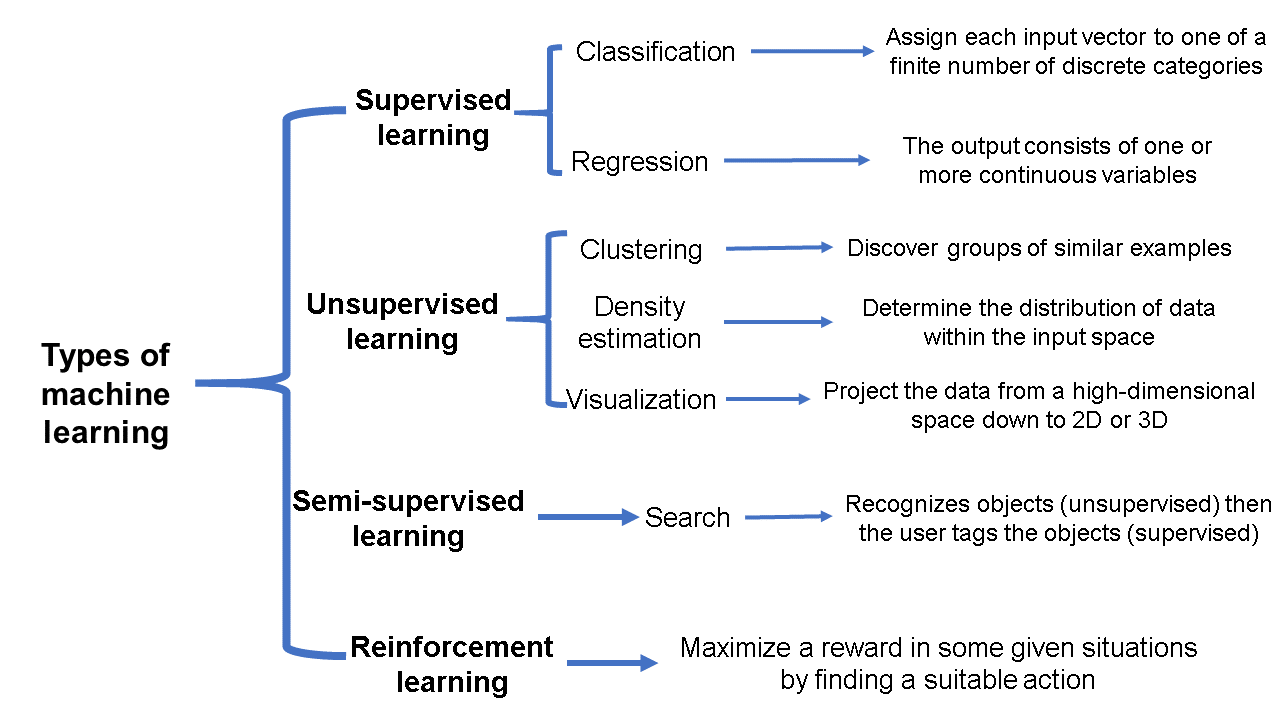 Types of
machine
learning
Supervised
learning
Classification
Assign each input vector to one of a
finite number of discrete categories
Regression
The output consists of one or
more continuous variables
Unsupervised
learning
Clustering
Discover groups of similar examples
Density
estimation
Determine the distribution of data
within the input space
Visualization
Project the data from a high-dimensional
space down to 2D or 3D
Semi-supervised
learning
Search
Recognizes objects (unsupervised) then
the user tags the objects (supervised)
Reinforcement
learning
Maximize a reward in some given situations
by finding a suitable action